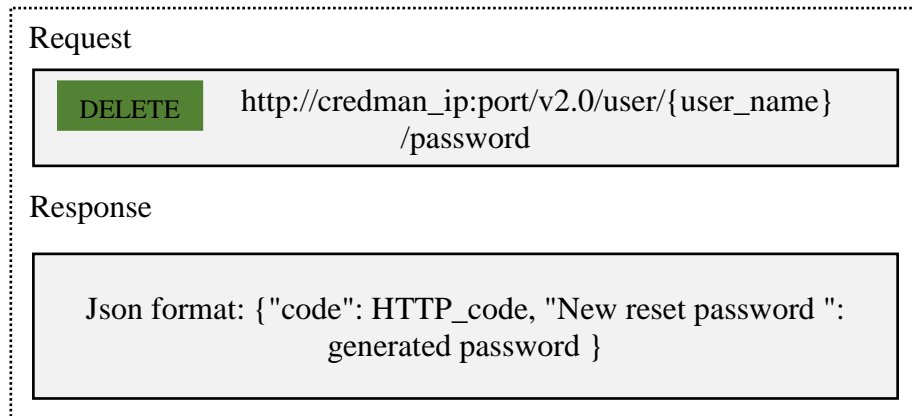 Request
DELETE http://credman_ip:port/v2.0/user/{user_name}
/password
Response
Json format: {"code": HTTP_code, "New reset password ":
generated password }